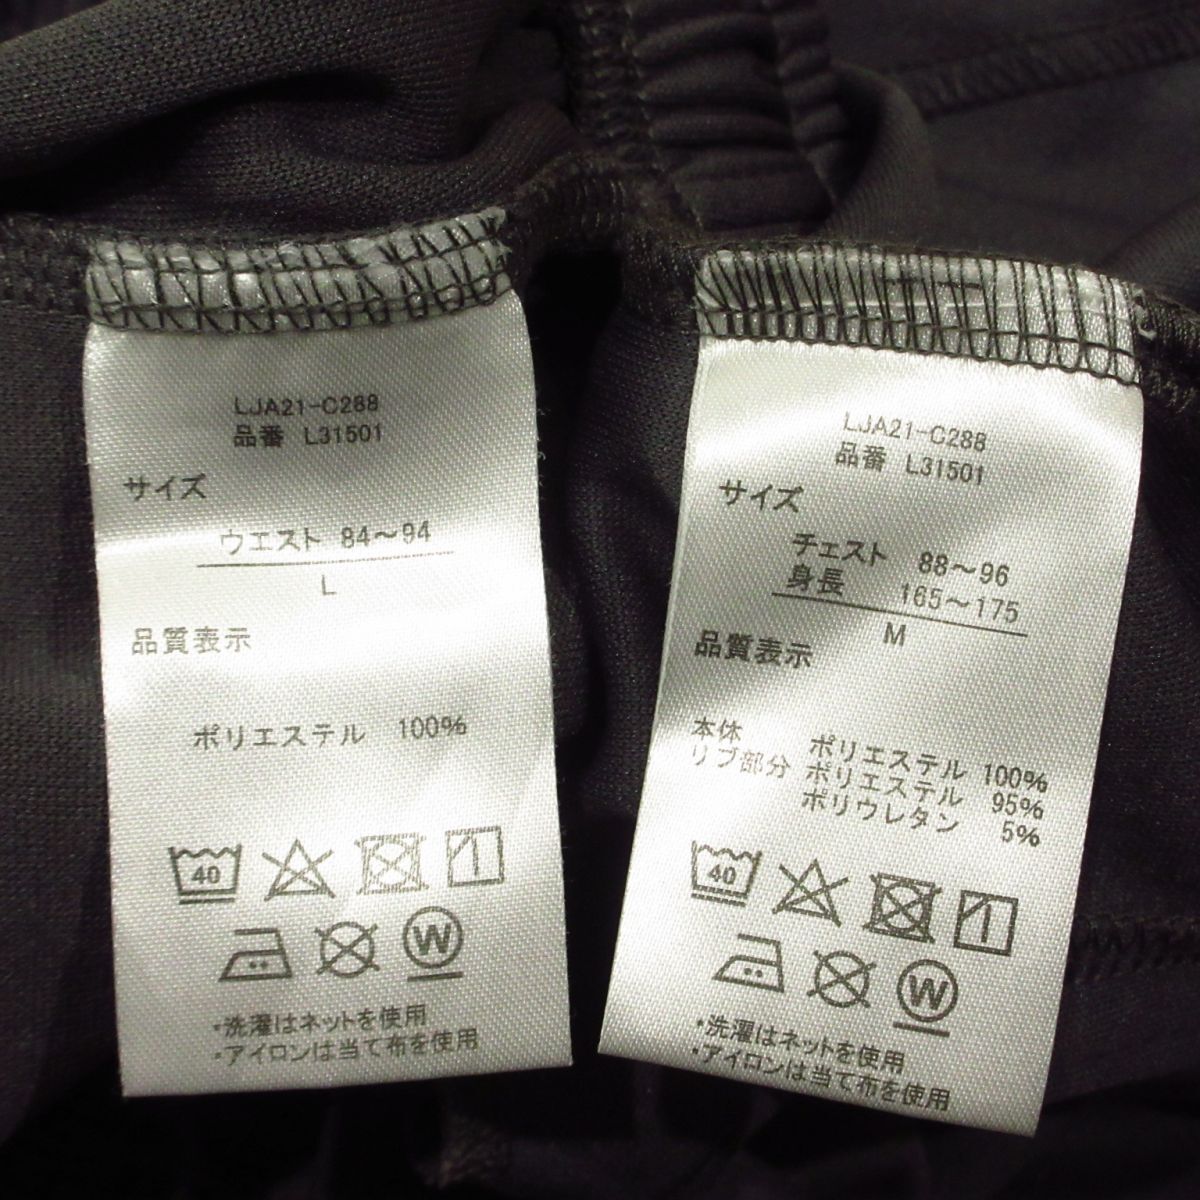 LJA21-C288
品番 L31501
サイズ
ウエスト 84～94
L
品質表示
ポリエステル 100%
40
W
・洗濯はネットを使用
・アイロンは当て布を使用
LJA21-C288
品番 L31501
サイズ
チェスト 88～96
身長 165～175
M
品質表示
本体 ポリエステル 100%
リブ部分 ポリエステル 95%
ポリウレタン 5%
40
W
・洗濯はネットを使用
・アイロンは当て布を使用